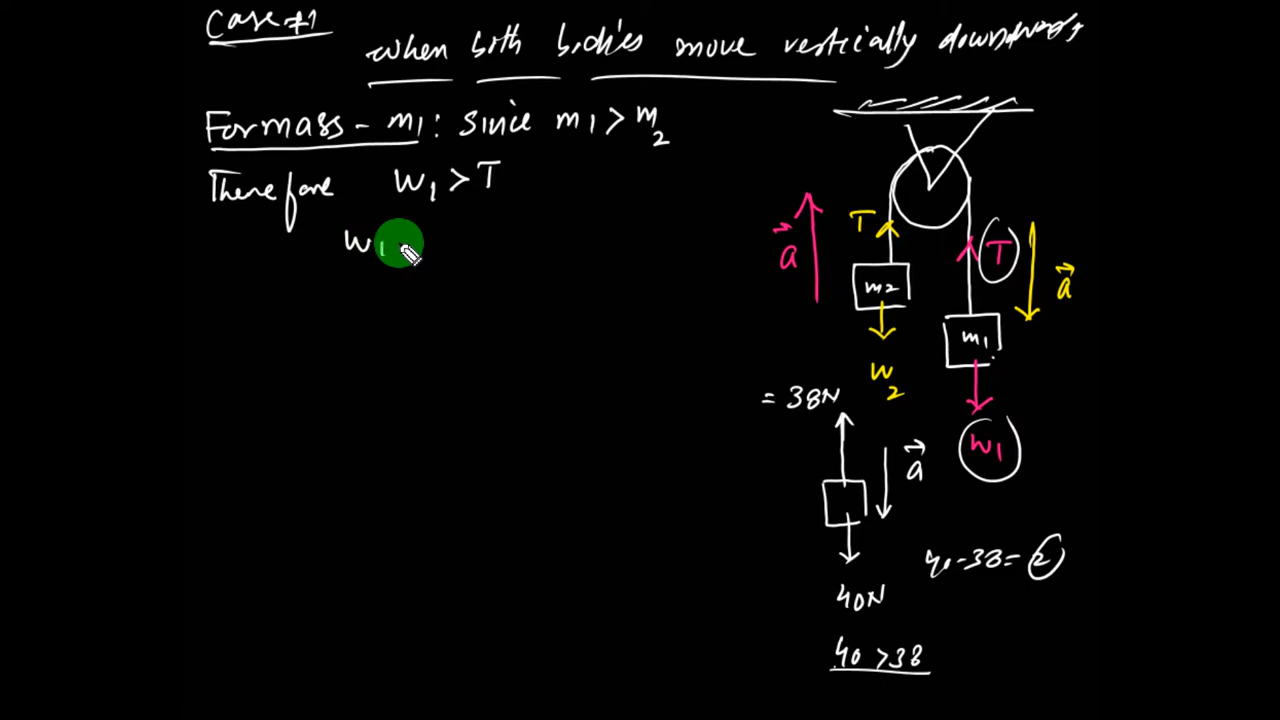 Case #1
when both bodies move vertically downwards
For mass - m1: since m1 > m2
Therefore W1 > T
W1
T
T
a
a
m2
m1
W2
W1
= 38N
a
40-38= 2
40N
40 >38